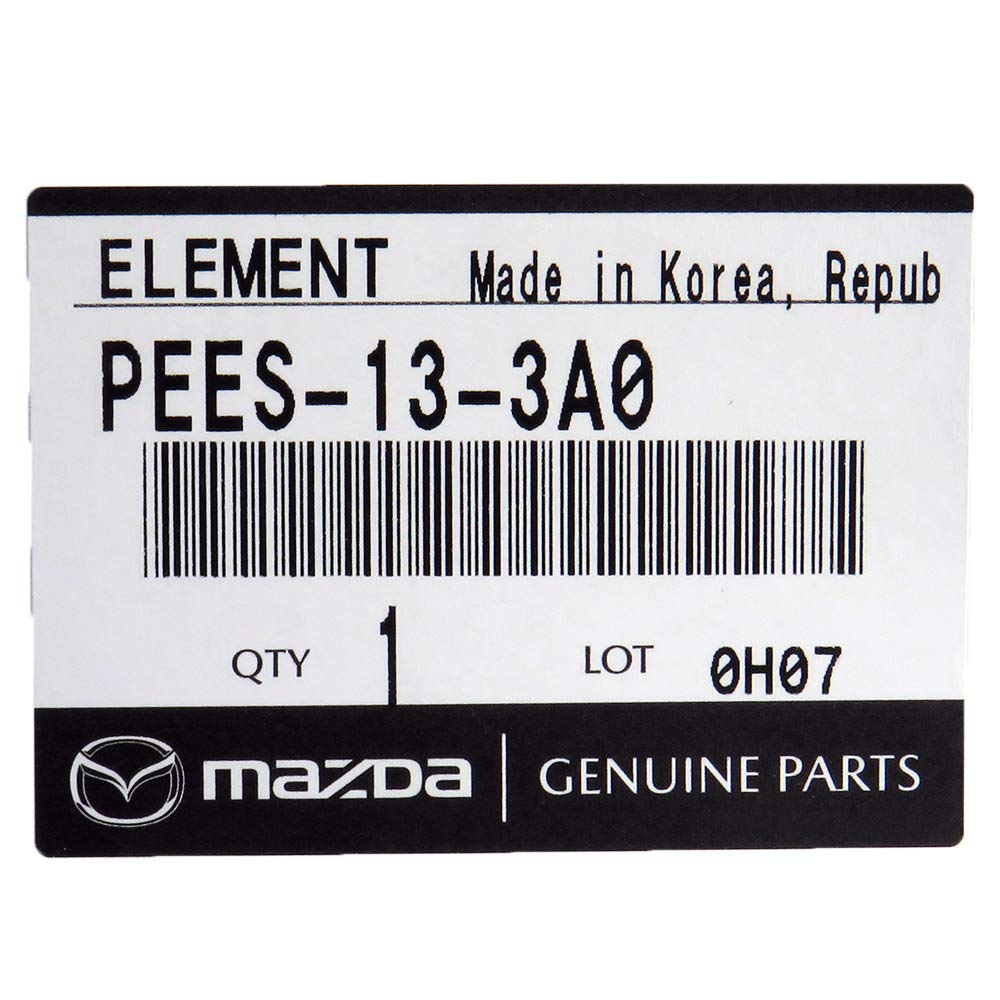 ELEMENT Made in Korea, Repub
PEES-13-3A0
QTY 1 LOT 0H07
mazda GENUINE PARTS